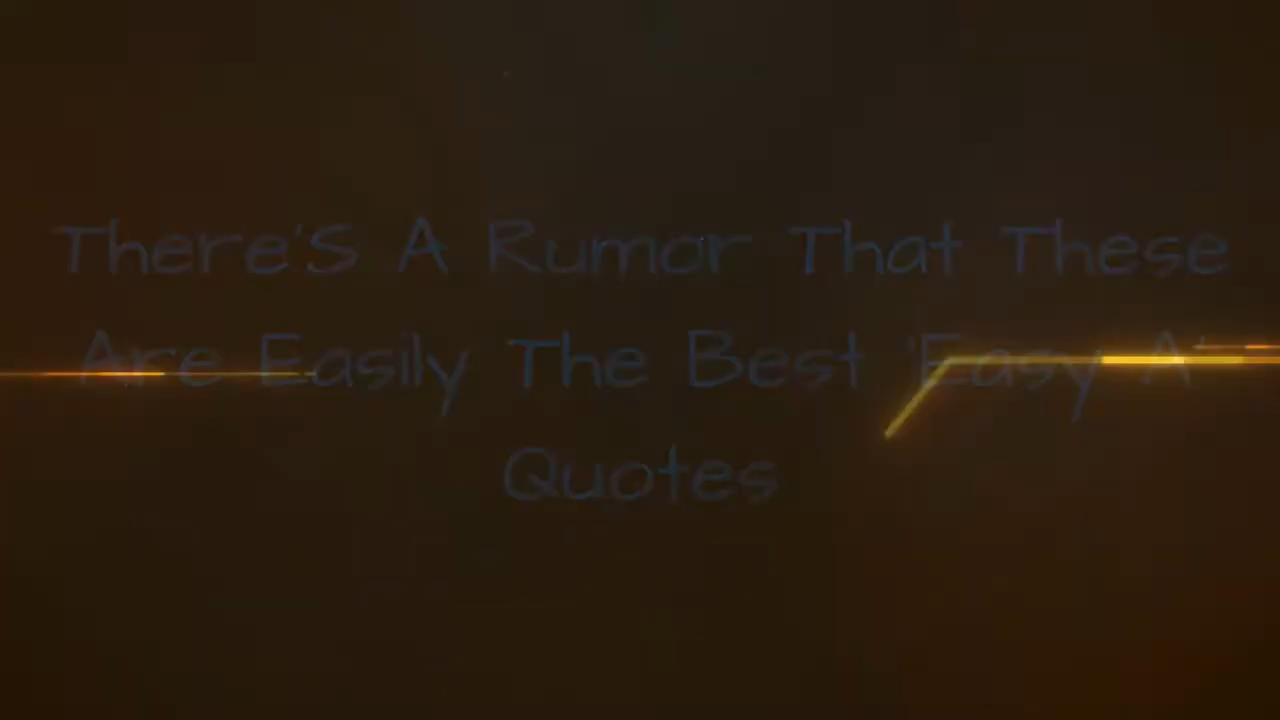 There'S A Rumor That These
Are Easily The Best 'Easy A'
Quotes